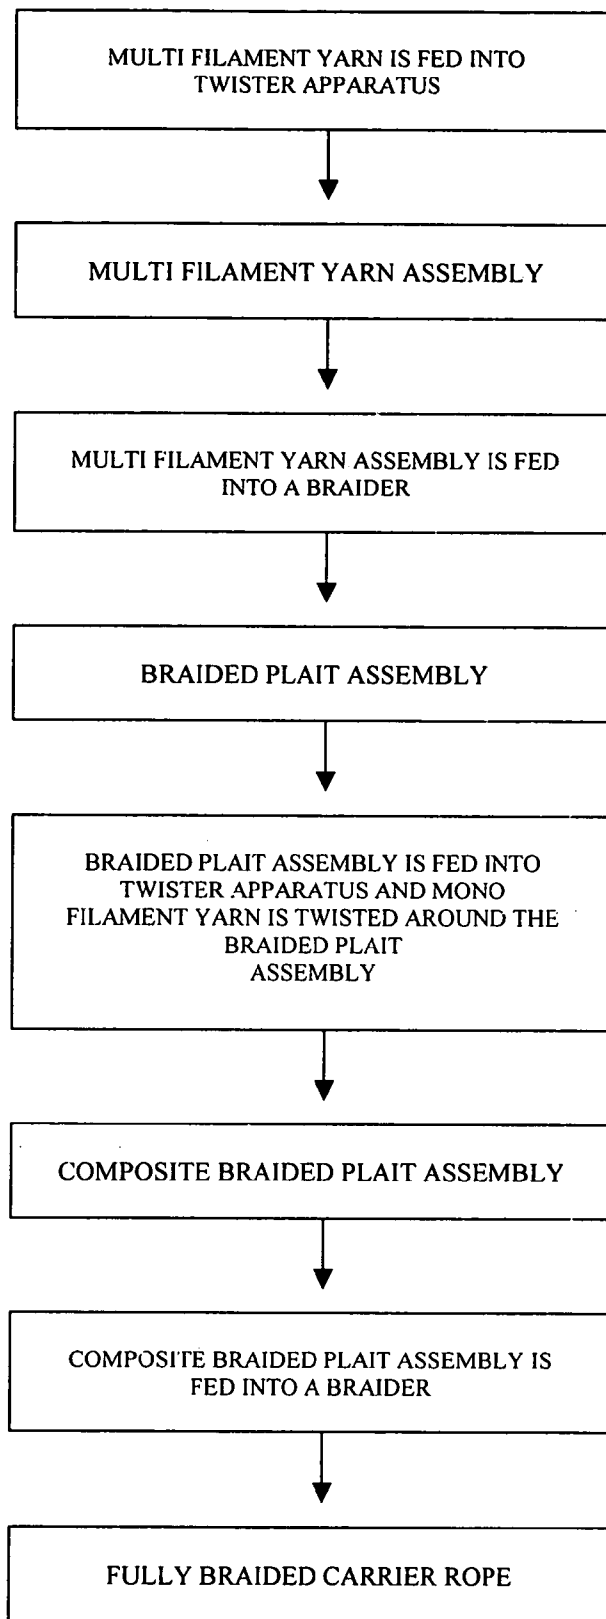 MULTI FILAMENT YARN IS FED INTO
TWISTER APPARATUS
MULTI FILAMENT YARN ASSEMBLY
MULTI FILAMENT YARN ASSEMBLY IS FED
INTO A BRAIDER
BRAIDED PLAIT ASSEMBLY
BRAIDED PLAIT ASSEMBLY IS FED INTO
TWISTER APPARATUS AND MONO
FILAMENT YARN IS TWISTED AROUND THE
BRAIDED PLAIT
ASSEMBLY
COMPOSITE BRAIDED PLAIT ASSEMBLY
COMPOSITE BRAIDED PLAIT ASSEMBLY IS
FED INTO A BRAIDER
FULLY BRAIDED CARRIER ROPE